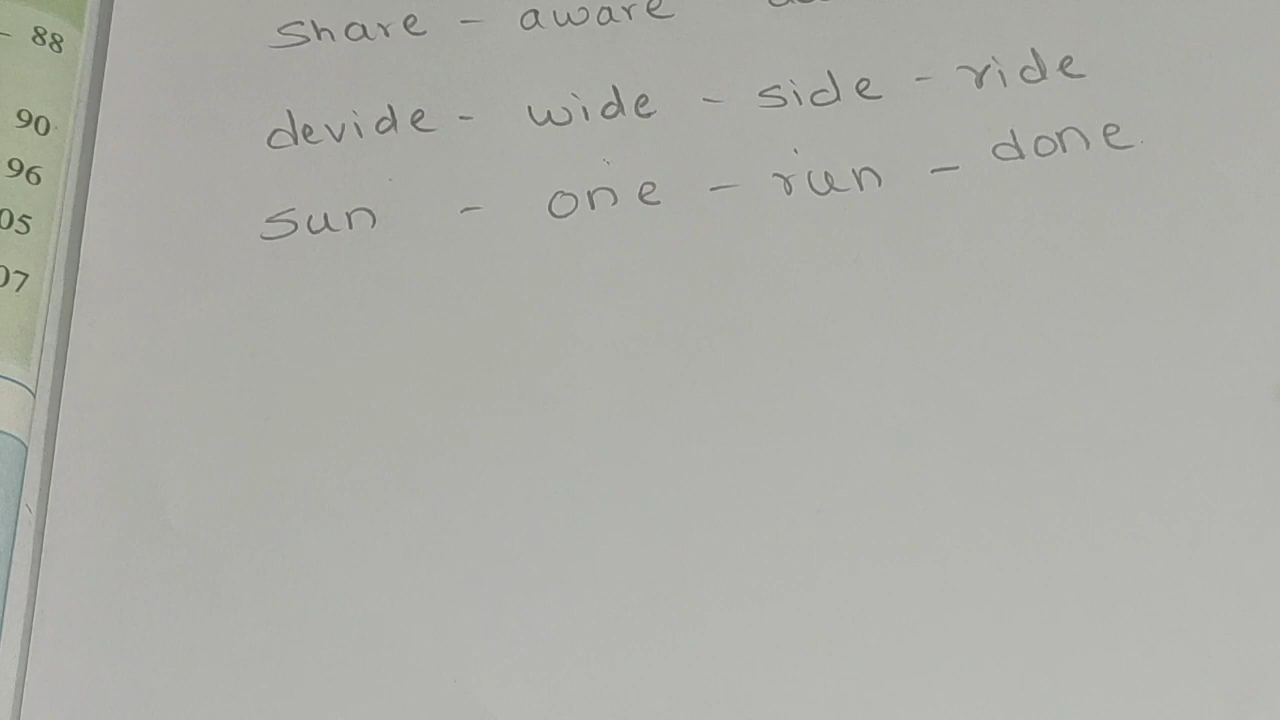 - 88
90
96
05
07
share - aware
devide - wide - side - ride
sun - one - run - done.